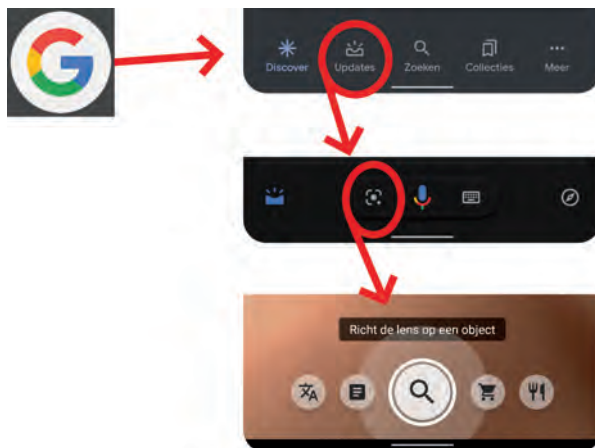 Discover Updates Zoeken Collecties Meer
Richt de lens op een object